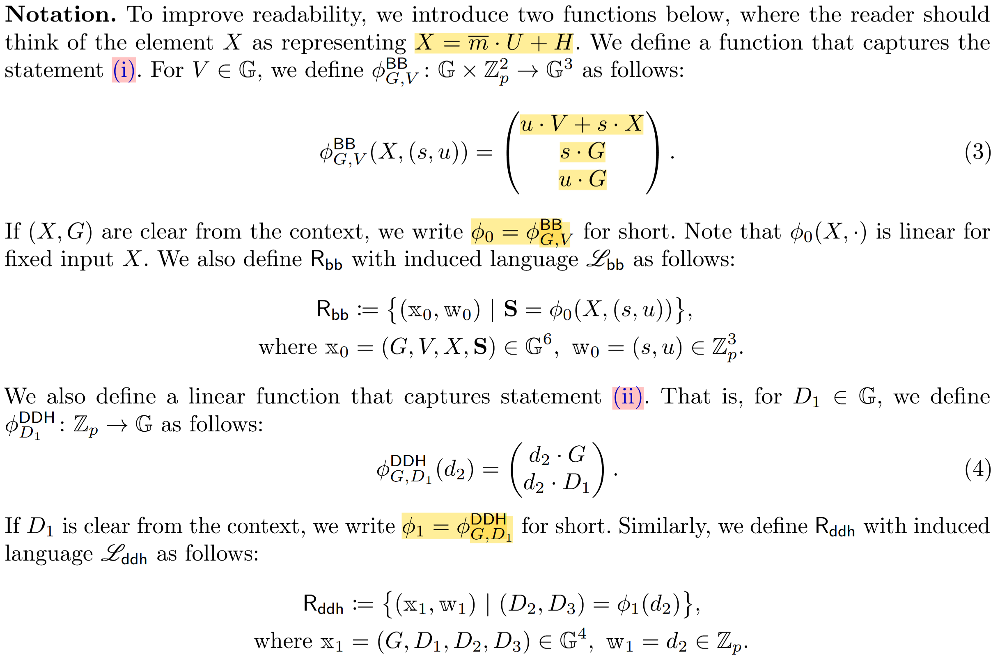 **Notation.** To improve readability, we introduce two functions below, where the reader should
think of the element $X$ as representing $X = \overline{m} \cdot U + H$. We define a function that captures the
statement (i). For $V \in \mathbb{G}$, we define $\phi^{\mathsf{BB}}_{G,V} : \mathbb{G} \times \mathbb{Z}_p^2 \to \mathbb{G}^3$ as follows:
$$\phi^{\mathsf{BB}}_{G,V}(X, (s, u)) = \begin{pmatrix} u \cdot V + s \cdot X \\ s \cdot G \\ u \cdot G \end{pmatrix}. \quad (3)$$
If $(X, G)$ are clear from the context, we write $\phi_0 = \phi^{\mathsf{BB}}_{G,V}$ for short. Note that $\phi_0(X, \cdot)$ is linear for
fixed input $X$. We also define $\mathsf{R}_{\mathsf{bb}}$ with induced language $\mathscr{L}_{\mathsf{bb}}$ as follows:
$$\mathsf{R}_{\mathsf{bb}} := \{(\mathbb{x}_0, \mathbb{w}_0) \mid \mathbf{S} = \phi_0(X, (s, u))\},$$
$$\text{where } \mathbb{x}_0 = (G, V, X, \mathbf{S}) \in \mathbb{G}^6, \ \mathbb{w}_0 = (s, u) \in \mathbb{Z}_p^3.$$
We also define a linear function that captures statement (ii). That is, for $D_1 \in \mathbb{G}$, we define
$\phi^{\mathsf{DDH}}_{D_1} : \mathbb{Z}_p \to \mathbb{G}$ as follows:
$$\phi^{\mathsf{DDH}}_{G,D_1}(d_2) = \begin{pmatrix} d_2 \cdot G \\ d_2 \cdot D_1 \end{pmatrix}. \quad (4)$$
If $D_1$ is clear from the context, we write $\phi_1 = \phi^{\mathsf{DDH}}_{G,D_1}$ for short. Similarly, we define $\mathsf{R}_{\mathsf{ddh}}$ with induced
language $\mathscr{L}_{\mathsf{ddh}}$ as follows:
$$\mathsf{R}_{\mathsf{ddh}} := \{(\mathbb{x}_1, \mathbb{w}_1) \mid (D_2, D_3) = \phi_1(d_2)\},$$
$$\text{where } \mathbb{x}_1 = (G, D_1, D_2, D_3) \in \mathbb{G}^4, \ \mathbb{w}_1 = d_2 \in \mathbb{Z}_p.$$